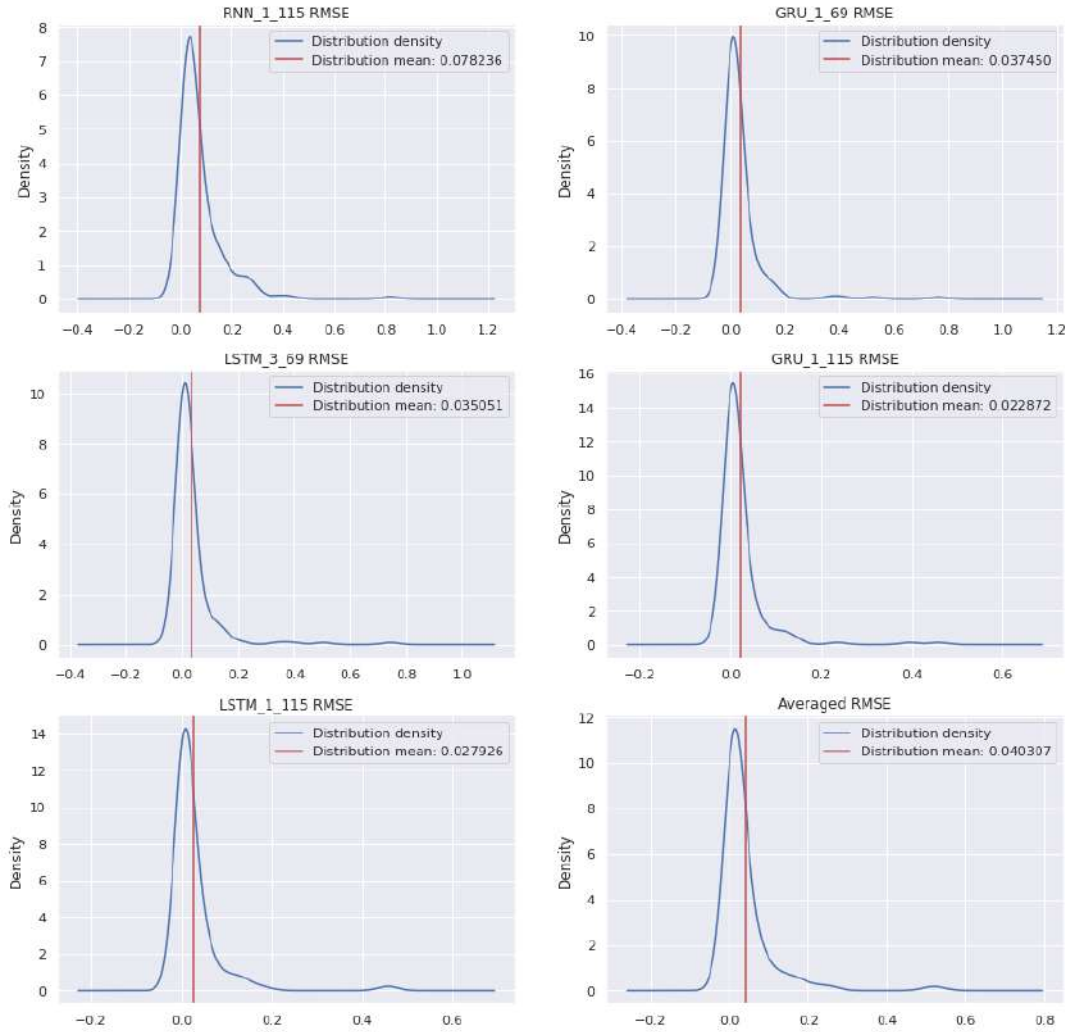 RNN_1_115 RMSE
Distribution density
Distribution mean: 0.078236
Density
8
7
6
5
4
3
2
1
0
−0.4 −0.2 0.0 0.2 0.4 0.6 0.8 1.0 1.2
GRU_1_69 RMSE
Distribution density
Distribution mean: 0.037450
Density
10
8
6
4
2
0
−0.4 −0.2 0.0 0.2 0.4 0.6 0.8 1.0 1.2
LSTM_3_69 RMSE
Distribution density
Distribution mean: 0.035051
Density
10
8
6
4
2
0
−0.4 −0.2 0.0 0.2 0.4 0.6 0.8 1.0
GRU_1_115 RMSE
Distribution density
Distribution mean: 0.022872
Density
16
14
12
10
8
6
4
2
0
−0.2 0.0 0.2 0.4 0.6
LSTM_1_115 RMSE
Distribution density
Distribution mean: 0.027926
Density
14
12
10
8
6
4
2
0
−0.2 0.0 0.2 0.4 0.6
Averaged RMSE
Distribution density
Distribution mean: 0.040307
Density
12
10
8
6
4
2
0
−0.2 0.0 0.2 0.4 0.6 0.8